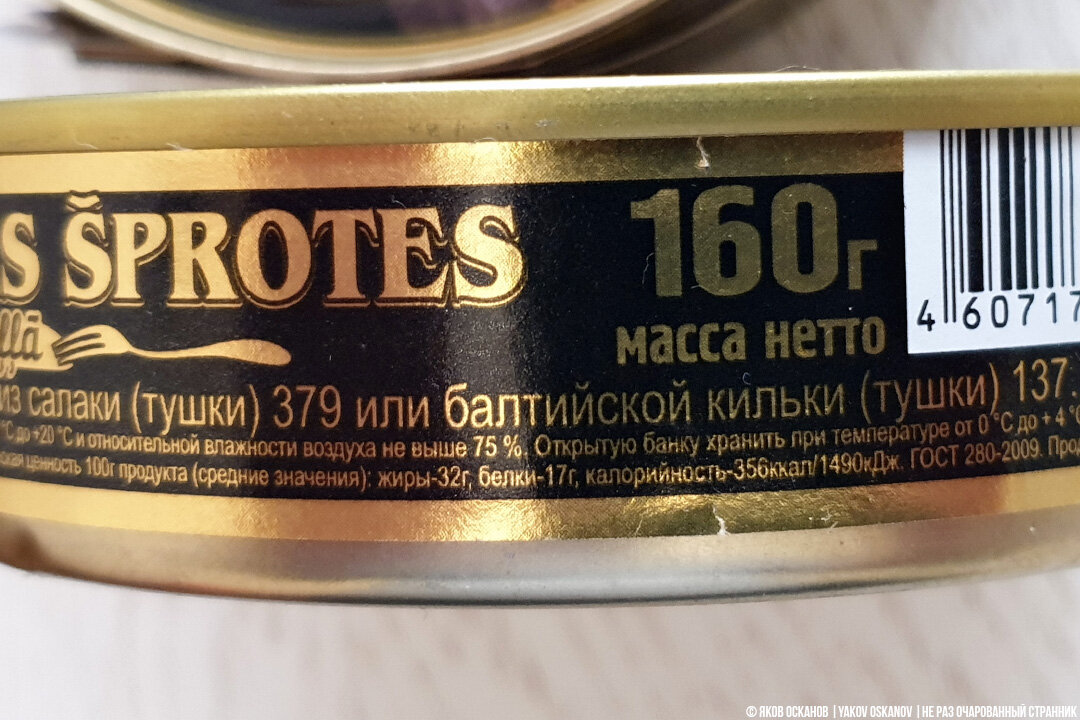 S ŠPROTES
160г
масса нетто
4 60717
из салаки (тушки) 379 или балтийской кильки (тушки) 137.
°C до +20 °C и относительной влажности воздуха не выше 75 %. Открытую банку хранить при температуре от 0 °C до + 4 °C
ценность 100г продукта (средние значения): жиры-32г, белки-17г, калорийность-356ккал/1490кДж. ГОСТ 280-2009.
© ЯКОВ ОСКАНОВ | YAKOV OSKANOV | НЕ РАЗ ОЧАРОВАННЫЙ СТРАННИК